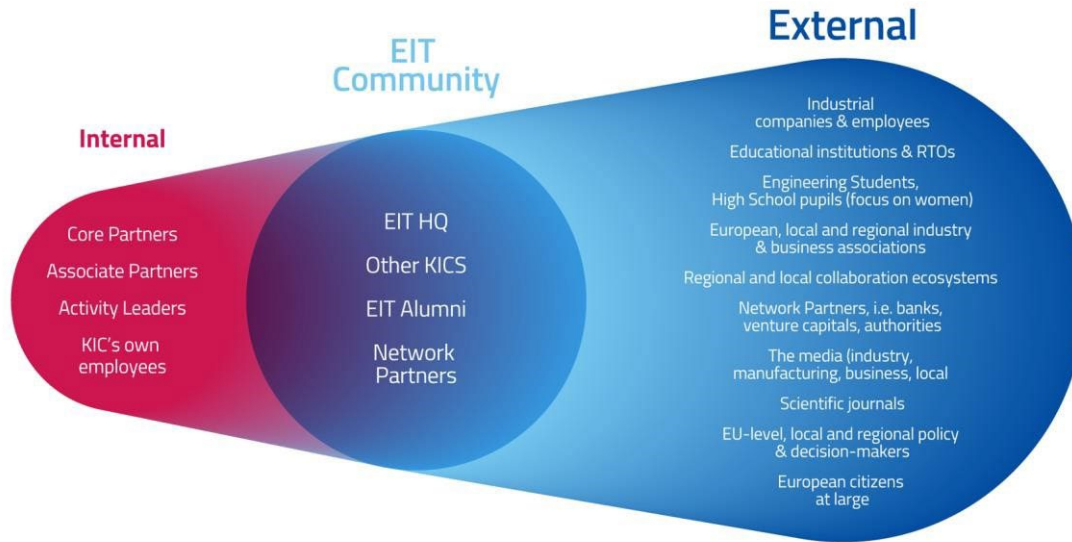 Internal
Core Partners
Associate Partners
Activity Leaders
KIC's own
employees
EIT
Community
EIT HQ
Other KICS
EIT Alumni
Network
Partners
External
Industrial
companies & employees
Educational institutions & RTOs
Engineering Students,
High School pupils (focus on women)
European, local and regional industry
& business associations
Regional and local collaboration ecosystems
Network Partners, i.e. banks,
venture capitals, authorities
The media (industry,
manufacturing, business, local
Scientific journals
EU-level, local and regional policy
& decision-makers
European citizens
at large